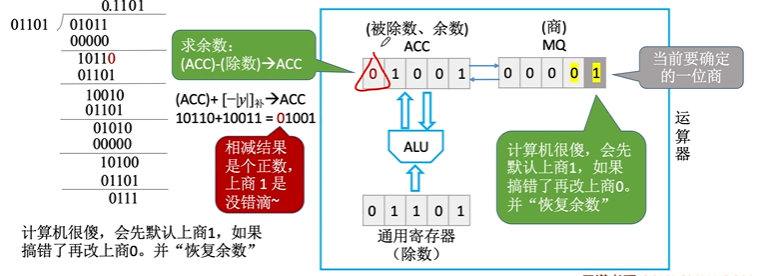 0.1101
01101
01011
00000
10110
01101
10010
01101
01010
00000
10100
01101
0111
求余数:
(ACC)-(除数)→ACC
(ACC)+ [−|y|]补→ACC
10110+10011 = 01001
相减结果
是个正数，
上商 1 是
没错滴~
计算机很傻，会先默认上商1，如果
搞错了再改上商0。并“恢复余数”
(被除数、余数)
ACC
0 1 0 0 1
(商)
MQ
0 0 0 0 1
当前要确定
的一位商
ALU
0 1 1 0 1
通用寄存器
(除数)
计算机很傻，会先
默认上商1，如果
搞错了再改上商0。
并“恢复余数”
运算器